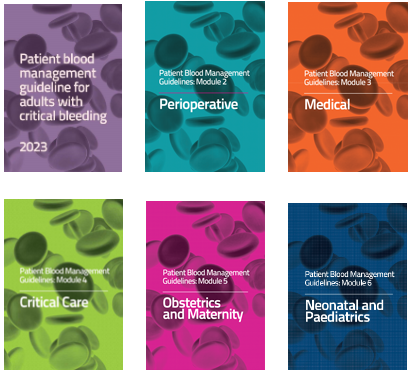 Patient blood
management
guideline for
adults with
critical bleeding
2023
Patient Blood Management
Guidelines: Module 2
Perioperative
Patient Blood Management
Guidelines: Module 3
Medical
Patient Blood Management
Guidelines: Module 4
Critical Care
Patient Blood Management
Guidelines: Module 5
Obstetrics
and Maternity
Patient Blood Management
Guidelines: Module 6
Neonatal and
Paediatrics